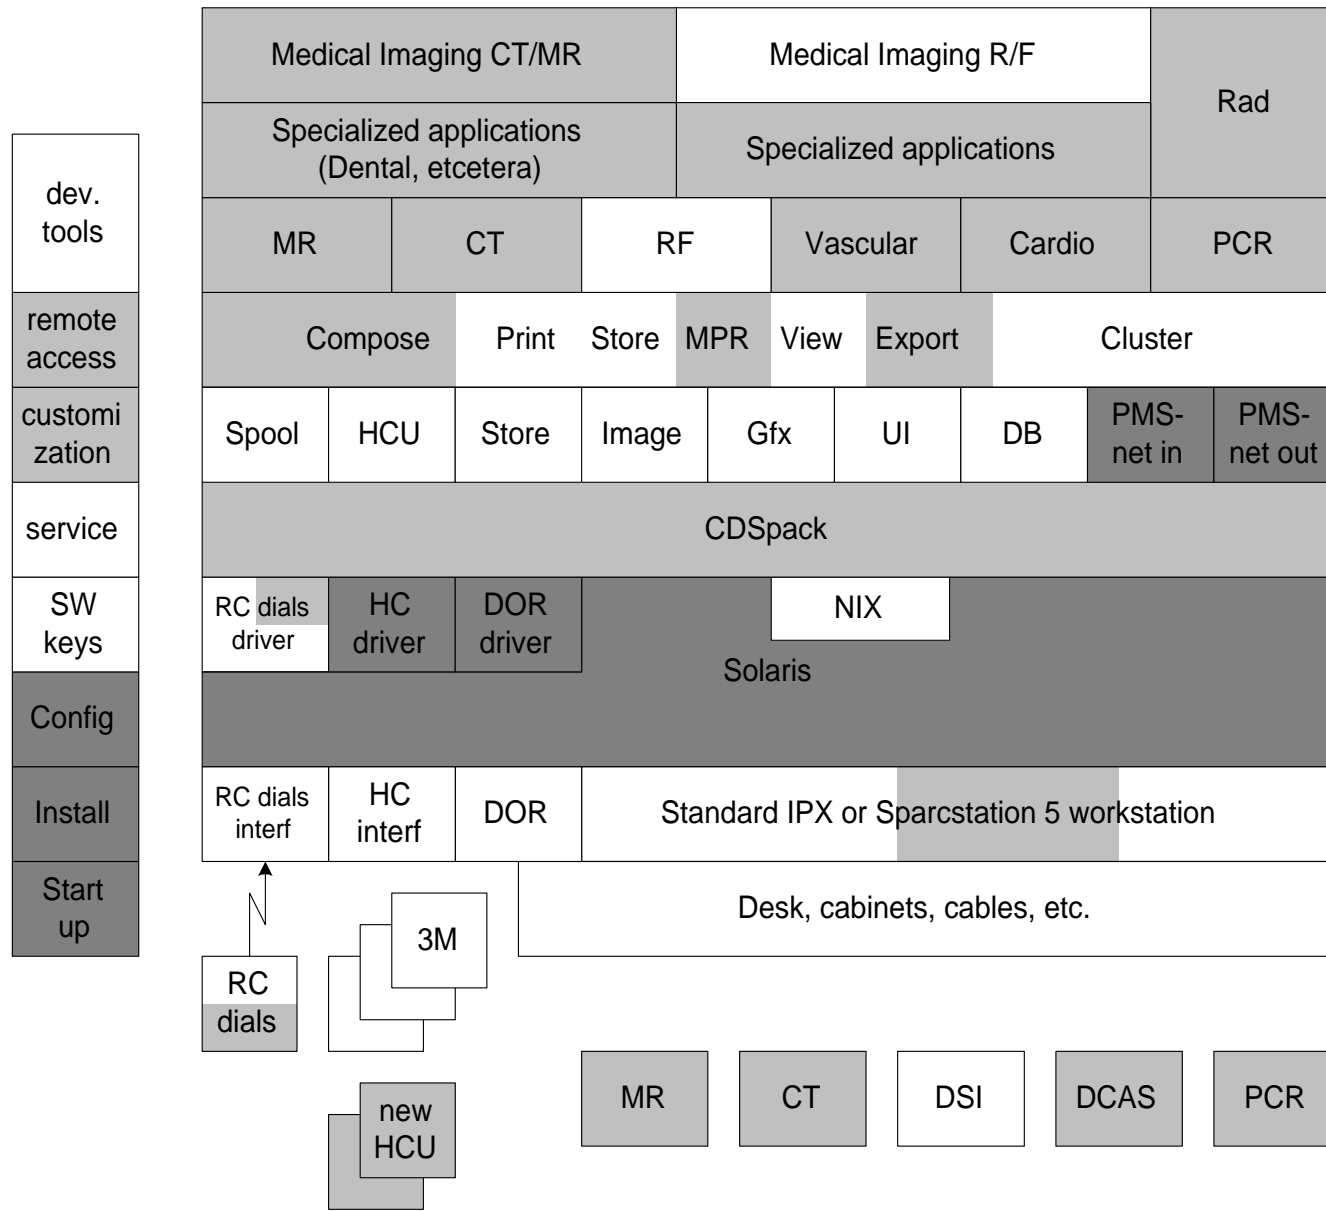 Medical Imaging CT/MR
Medical Imaging R/F
Rad
Specialized applications
(Dental, etcetera)
Specialized applications
dev.
tools
MR
CT
RF
Vascular
Cardio
PCR
remote
access
Compose
Print
Store
MPR
View
Export
Cluster
customi
zation
Spool
HCU
Store
Image
Gfx
UI
DB
PMS-
net in
PMS-
net out
service
CDSpack
SW
keys
RC dials
driver
HC
driver
DOR
driver
NIX
Solaris
Config
Install
RC dials
interf
HC
interf
DOR
Standard IPX or Sparcstation 5 workstation
Start
up
Desk, cabinets, cables, etc.
3M
RC
dials
MR
CT
DSI
DCAS
PCR
new
HCU